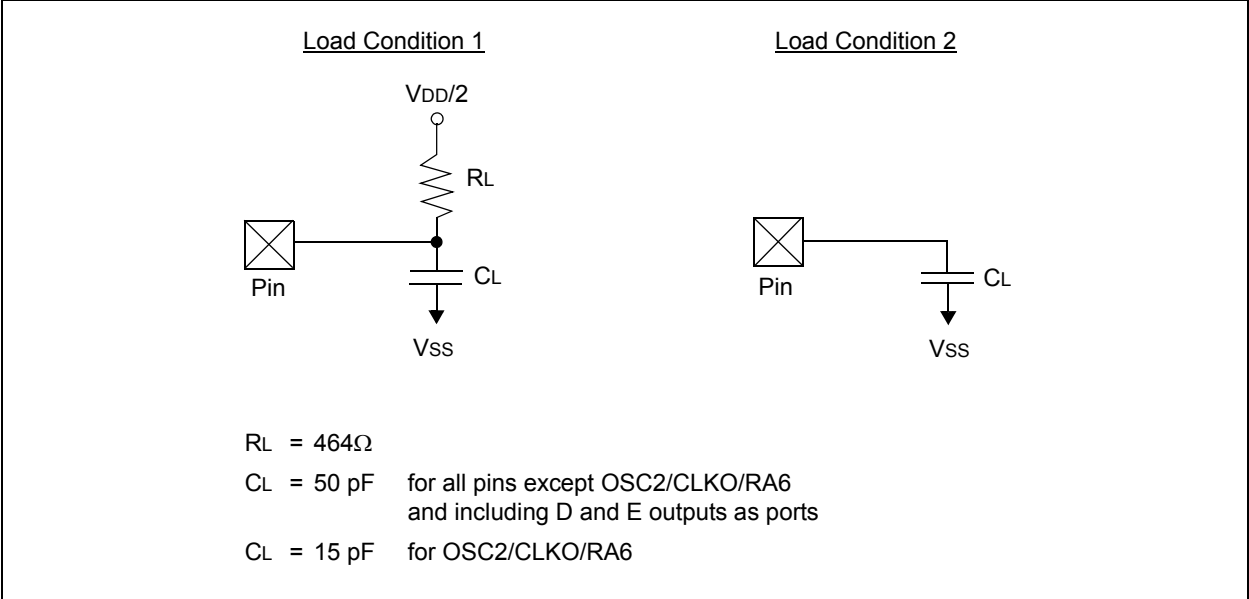 Load Condition 1
Load Condition 2
VDD/2
RL
Pin
CL
VSS
Pin
CL
VSS
RL = 464Ω
CL = 50 pF for all pins except OSC2/CLKO/RA6
and including D and E outputs as ports
CL = 15 pF for OSC2/CLKO/RA6